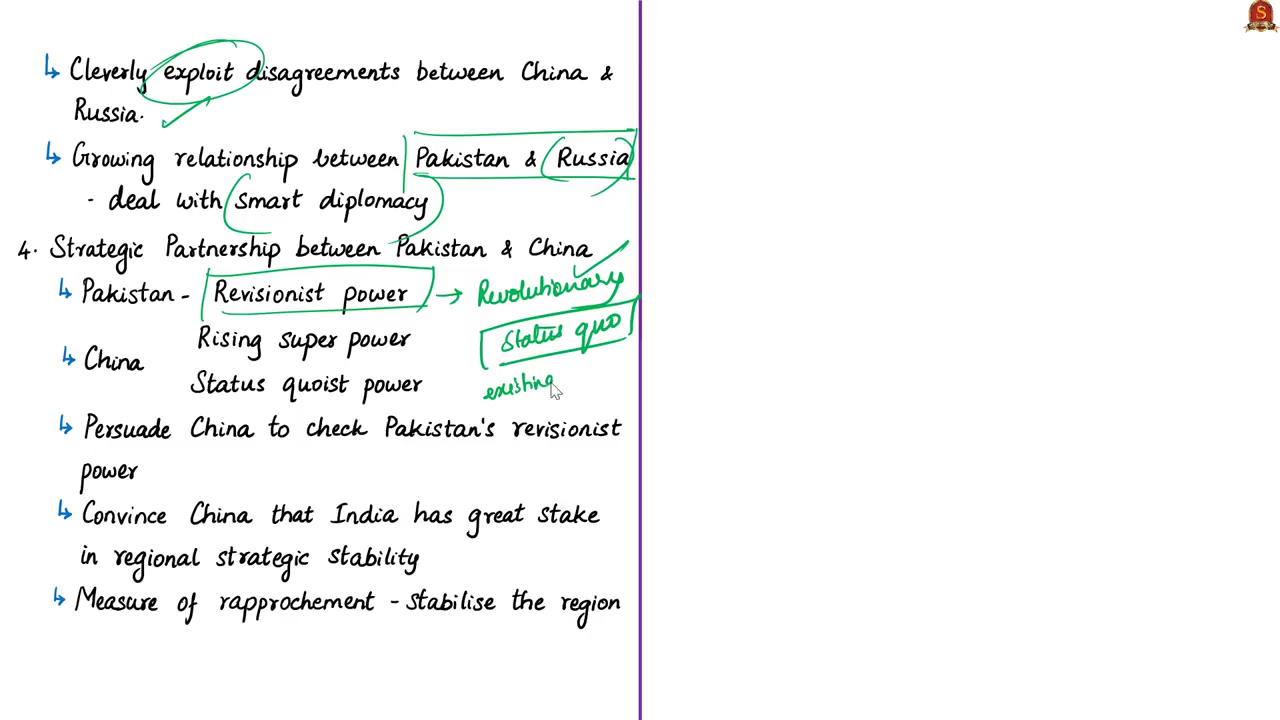 ↳ Cleverly exploit disagreements between China &
Russia.
↳ Growing relationship between Pakistan & Russia
- deal with smart diplomacy
4. Strategic Partnership between Pakistan & China
↳ Pakistan - Revisionist power → Revolutionary
Rising super power
Status quo
↳ China
Status quoist power
existing
↳ Persuade China to check Pakistan's revisionist
power
↳ Convince China that India has great stake
in regional strategic stability
↳ Measure of rapprochement - stabilise the region
S